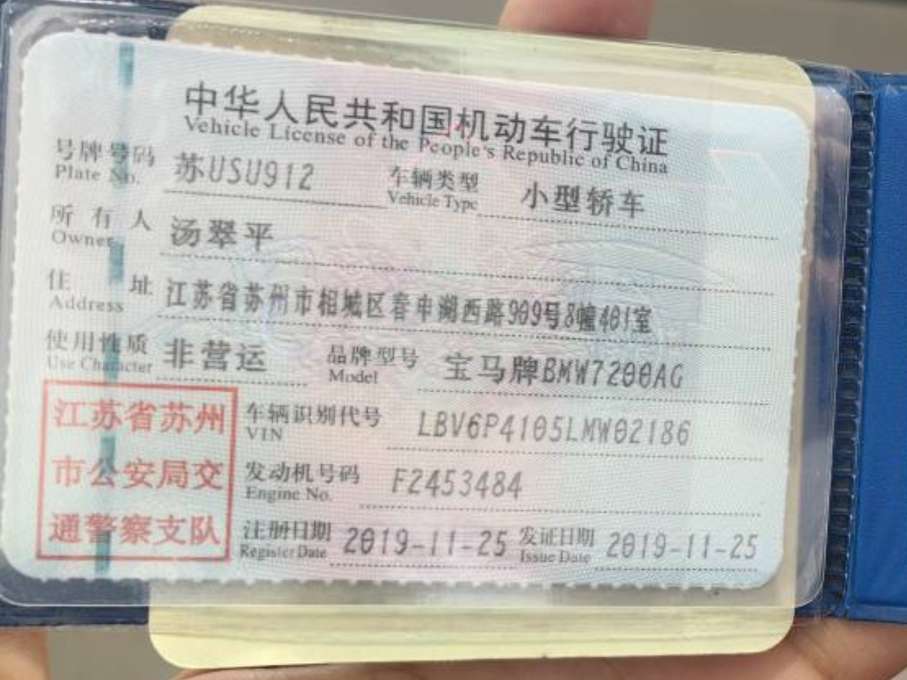 中华人民共和国机动车行驶证
Vehicle License of the People's Republic of China
号牌号码 苏USU912 车辆类型 小型轿车
Plate No. Vehicle Type
所有人 汤翠平
Owner
住址 江苏省苏州市相城区春申湖西路909号8幢401室
Address
使用性质 非营运 品牌型号 宝马牌BMW7200AG
Use Character Model
江苏省苏州
市公安局交
通警察支队
车辆识别代号 LBV6P4105LMW02186
VIN
发动机号码 F2453484
Engine No.
注册日期 2019-11-25 发证日期 2019-11-25
Register Date Issue Date